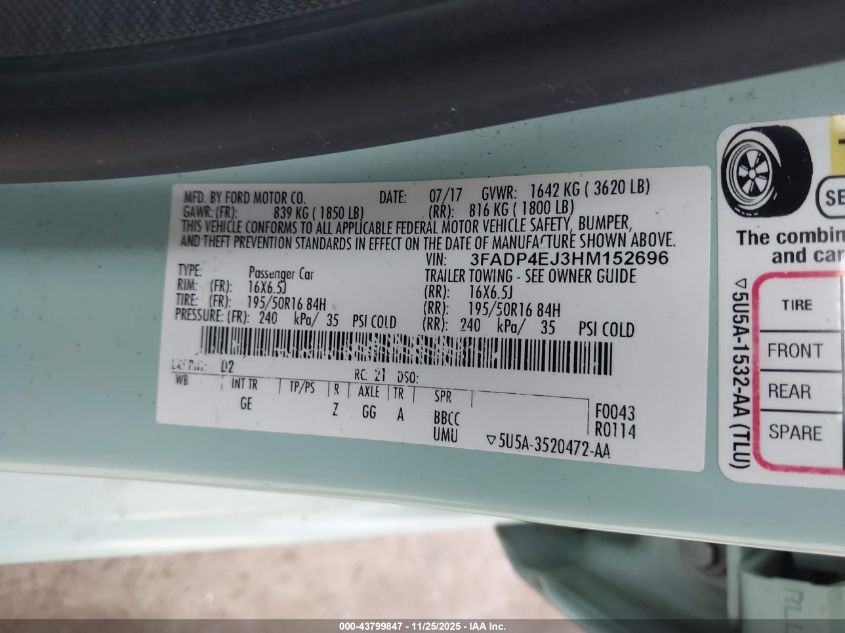 MFD. BY FORD MOTOR CO. DATE: 07/17 GVWR: 1642 KG ( 3620 LB)
GAWR: (FR): 839 KG ( 1850 LB) (RR): 816 KG ( 1800 LB)
THIS VEHICLE CONFORMS TO ALL APPLICABLE FEDERAL MOTOR VEHICLE SAFETY, BUMPER,
AND THEFT PREVENTION STANDARDS IN EFFECT ON THE DATE OF MANUFACTURE SHOWN ABOVE.
VIN: 3FADP4EJ3HM152696
TYPE: Passenger Car TRAILER TOWING - SEE OWNER GUIDE
RIM: (FR): 16X6.5J (RR): 16X6.5J
TIRE: (FR): 195/50R16 84H (RR): 195/50R16 84H
PRESSURE: (FR): 240 kPa/ 35 PSI COLD (RR): 240 kPa/ 35 PSI COLD
D2 RC: 21 DSO:
WB INT TR TP/PS R AXLE TR SPR
GE Z GG A BBCC F0043
UMU R0114
▽5U5A-3520472-AA
SE
The combin
and car
TIRE
FRONT
REAR
SPARE
▽5U5A-1532-AA (TLU)
000-43799847 - 11/25/2025 - IAA Inc.